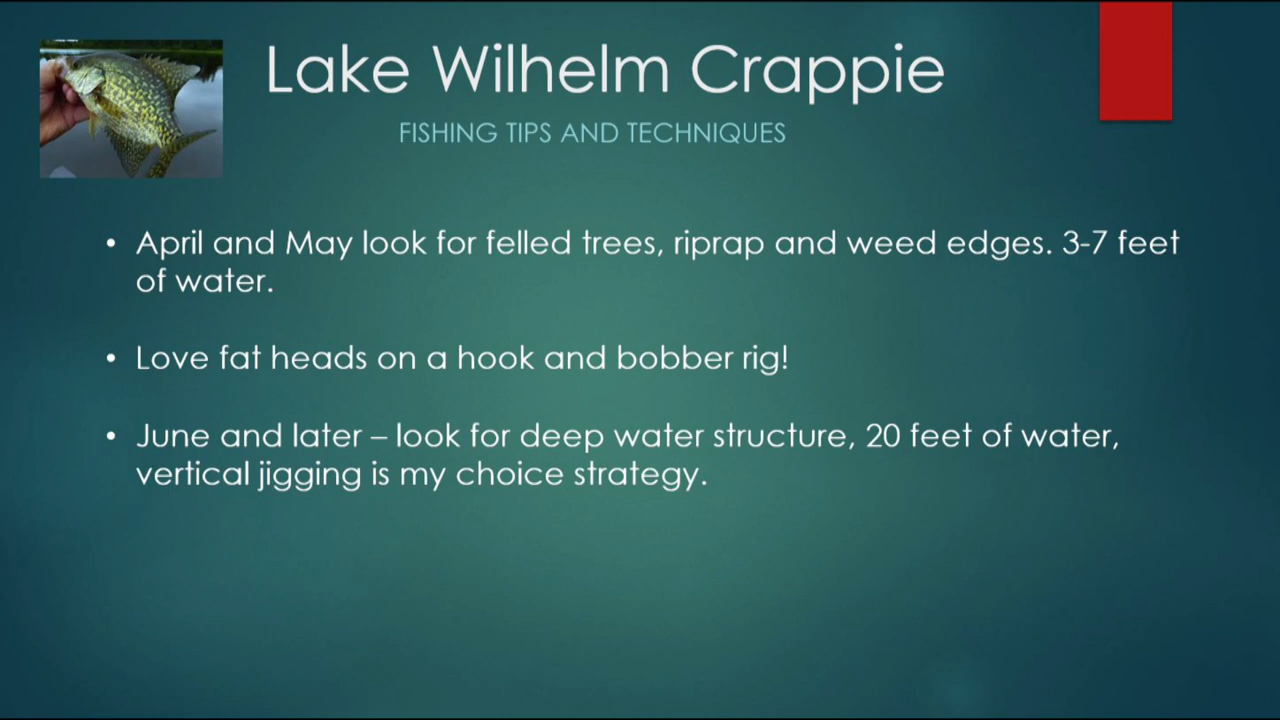 Lake Wilhelm Crappie
FISHING TIPS AND TECHNIQUES
• April and May look for felled trees, riprap and weed edges. 3-7 feet
of water.
• Love fat heads on a hook and bobber rig!
• June and later – look for deep water structure, 20 feet of water,
vertical jigging is my choice strategy.